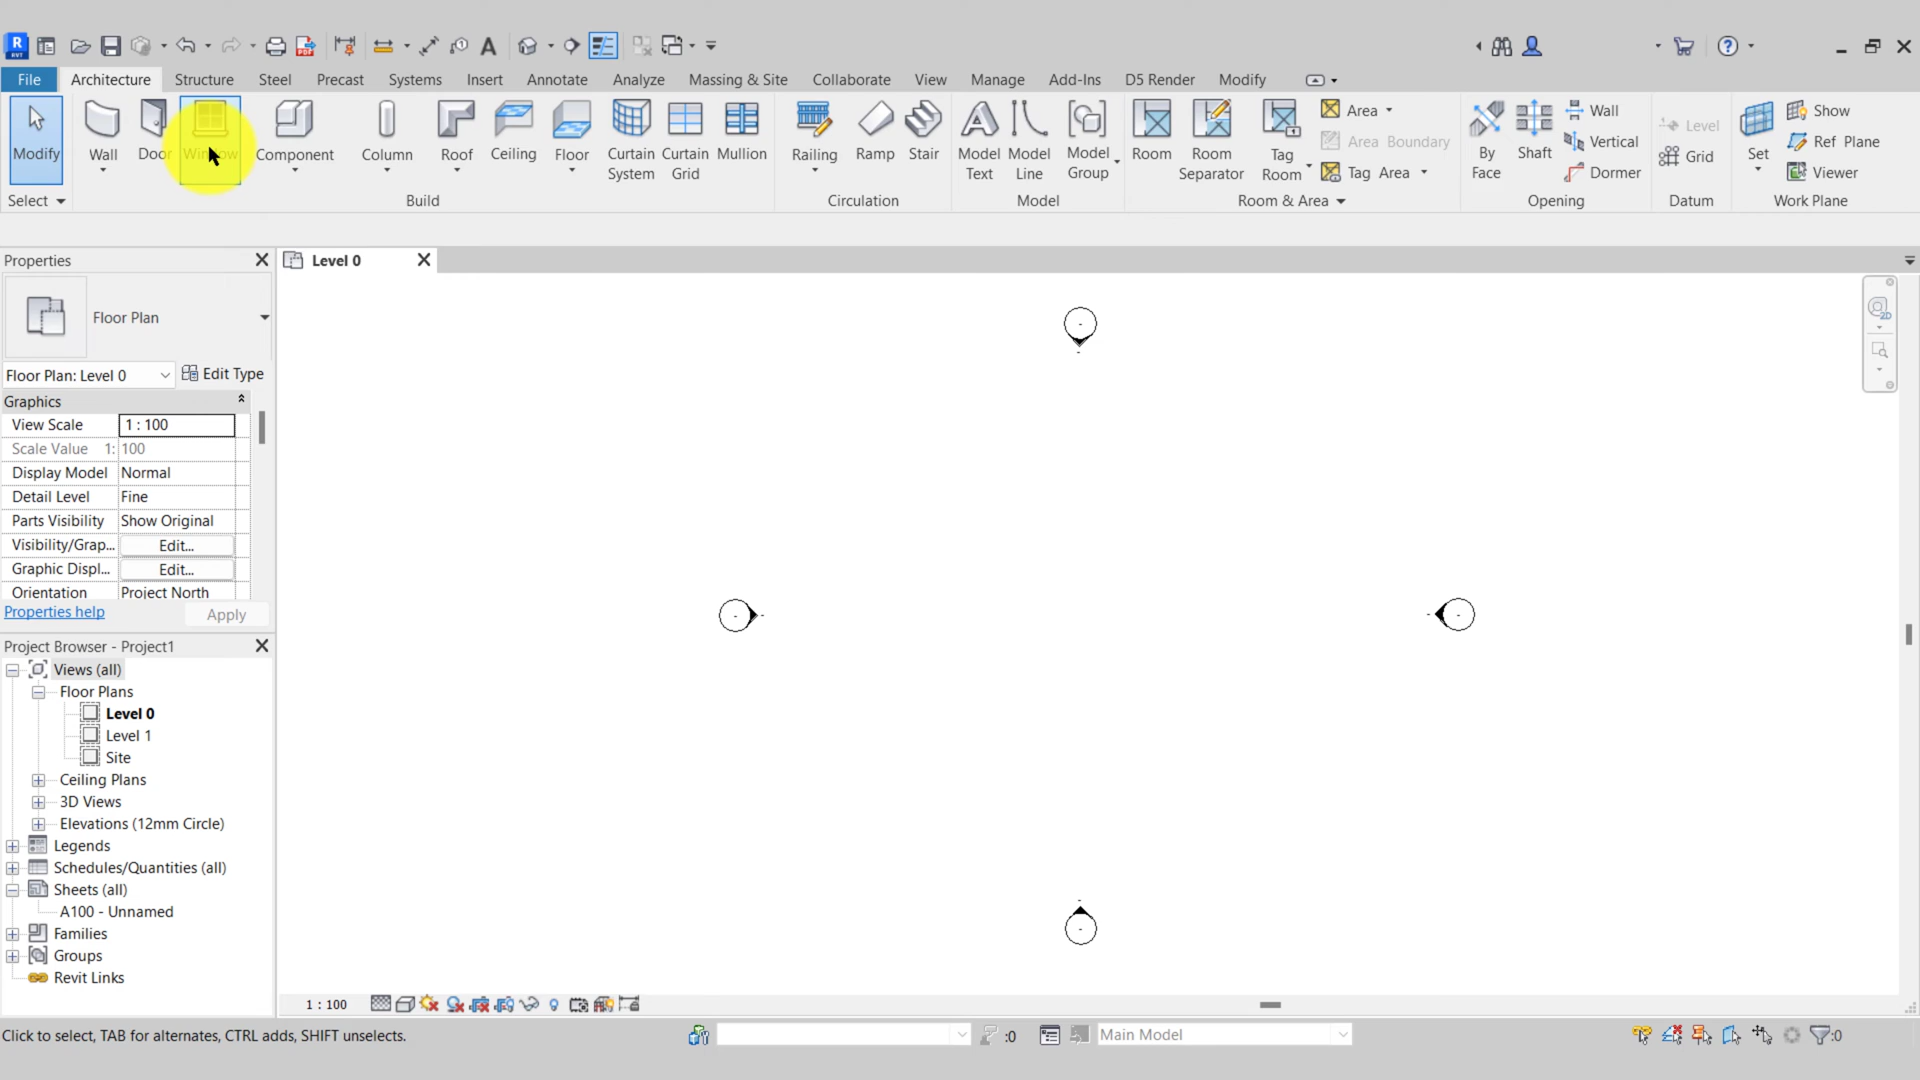 R
RVT
A
?
File Architecture Structure Steel Precast Systems Insert Annotate Analyze Massing & Site Collaborate View Manage Add-Ins D5 Render Modify
Modify
Wall
Door
Window
Component
Column
Roof
Ceiling
Floor
Curtain
System
Curtain
Grid
Mullion
Railing
Ramp
Stair
Model
Text
Model
Line
Model
Group
Room
Room
Separator
Tag
Room
Area
Area Boundary
Tag Area
By
Face
Shaft
Wall
Vertical
Dormer
Level
Grid
Set
Show
Ref Plane
Viewer
Select Build Circulation Model Room & Area Opening Datum Work Plane
Properties
Floor Plan
Floor Plan: Level 0 Edit Type
Graphics
View Scale 1 : 100
Scale Value 1: 100
Display Model Normal
Detail Level Fine
Parts Visibility Show Original
Visibility/Grap... Edit...
Graphic Displ... Edit...
Orientation Project North
Properties help Apply
Project Browser - Project1
Views (all)
Floor Plans
Level 0
Level 1
Site
Ceiling Plans
3D Views
Elevations (12mm Circle)
Legends
Schedules/Quantities (all)
Sheets (all)
A100 - Unnamed
Families
Groups
Revit Links
Level 0
2D
1 : 100
Click to select, TAB for alternates, CTRL adds, SHIFT unselects.
:0
Main Model
:0